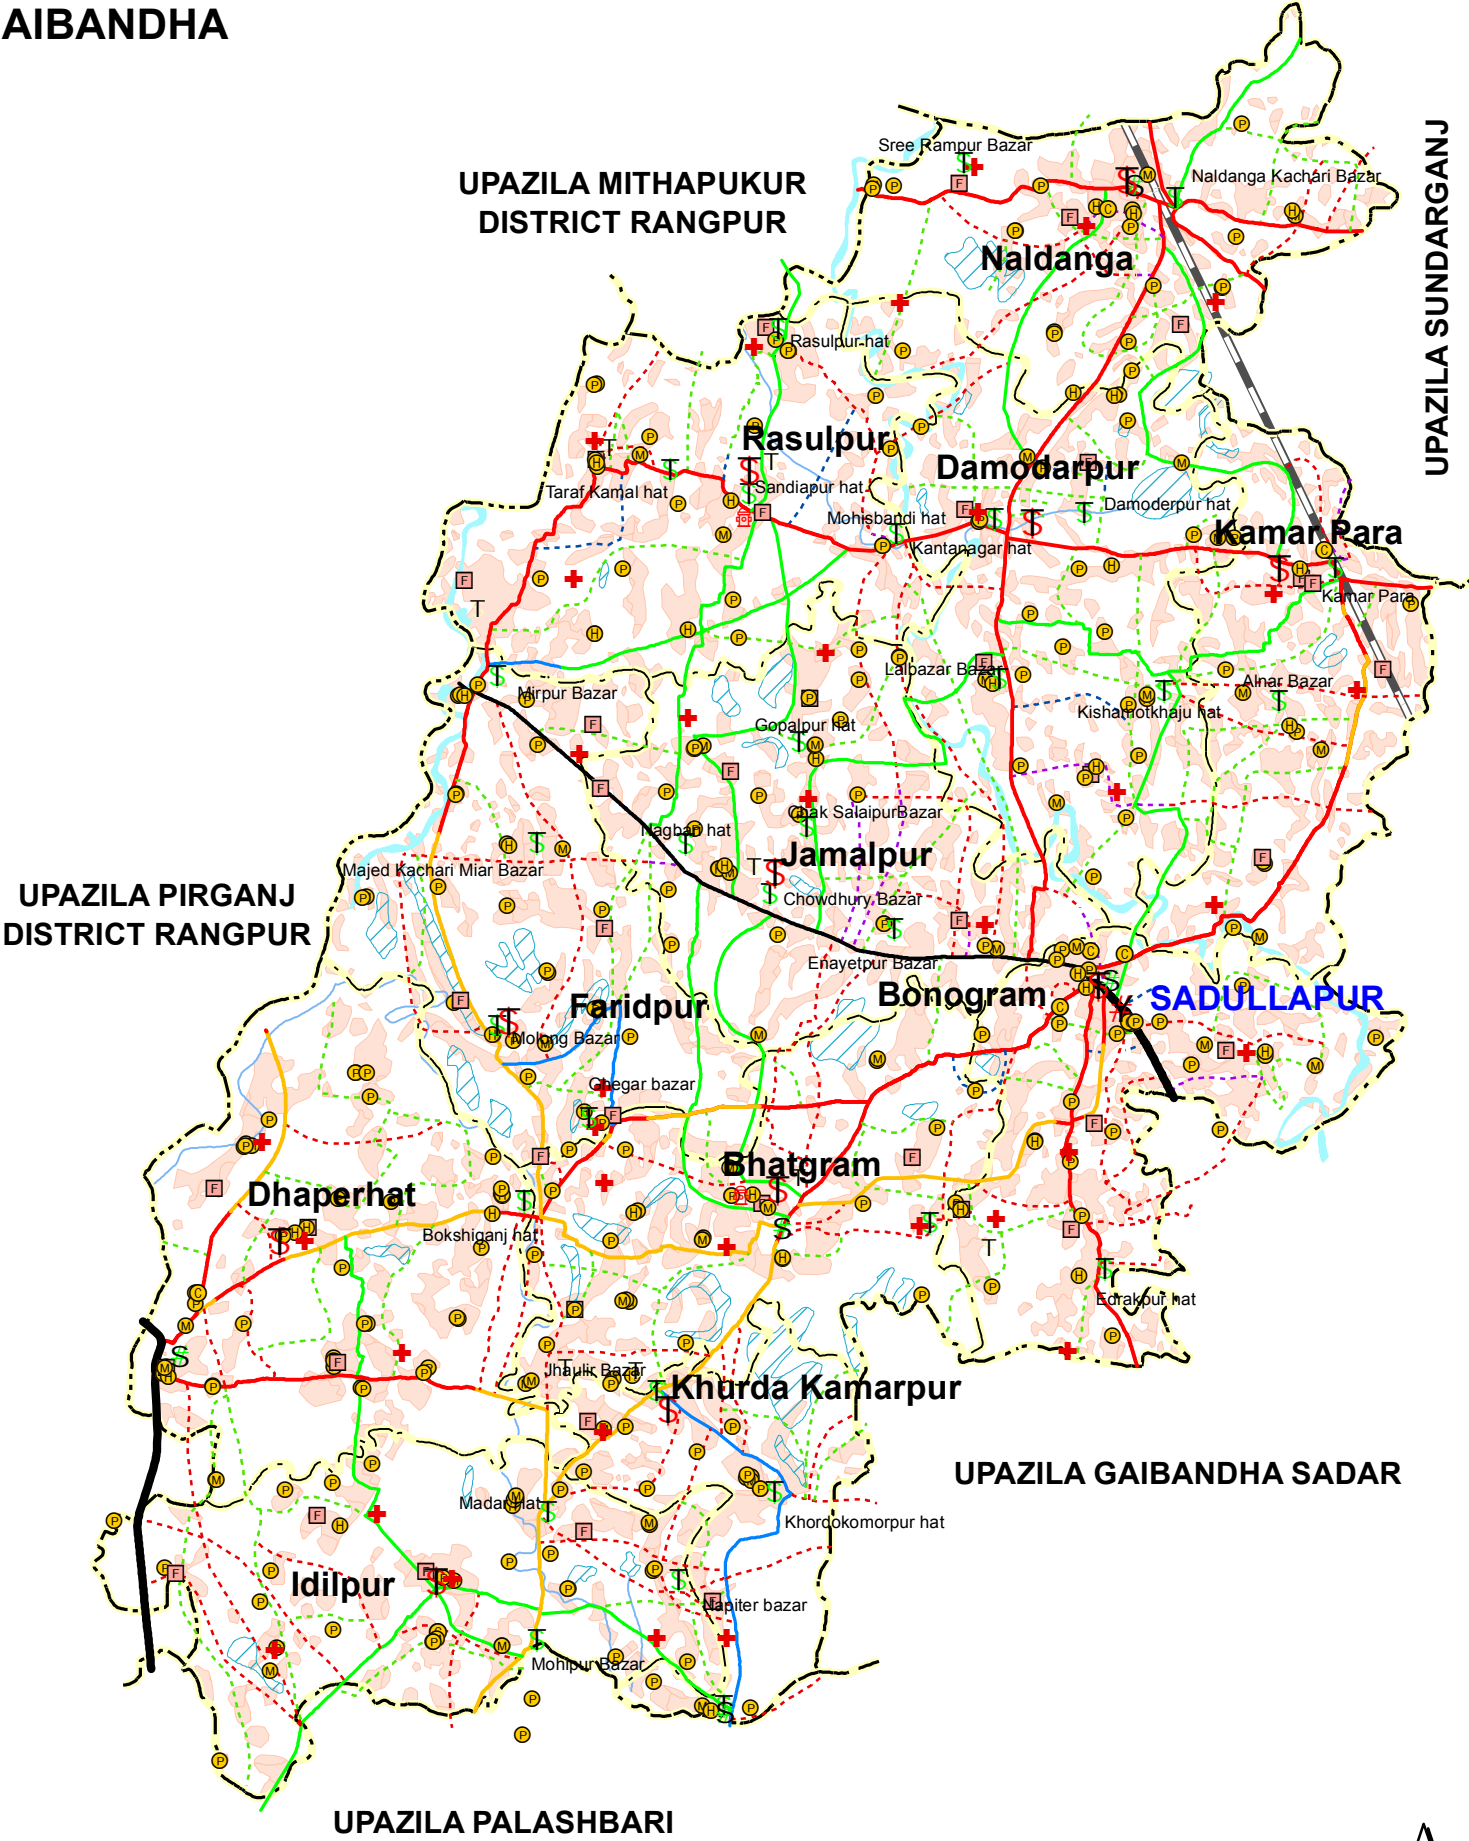 AIBANDHA
UPAZILA MITHAPUKUR
DISTRICT RANGPUR
UPAZILA SUNDARGANJ
Sree Rampur Bazar
Naldanga Kachari Bazar
Naldanga
Rasulpur hat
Rasulpur
Damodarpur
Taraf Kamal hat
Sandiapur hat
Mohisbandi hat
Damoderpur hat
Kamar Para
Kantanagar hat
Kamar Para
Lalbazar Bazar
Alnar Bazar
Mirpur Bazar
Gopalpur hat
Kishamotkhaju hat
Chak SalaipurBazar
Nagbari hat
Jamalpur
Majed Kachari Miar Bazar
Chowdhury Bazar
UPAZILA PIRGANJ
DISTRICT RANGPUR
Enayetpur Bazar
Bonogram
SADULLAPUR
Faridpur
Molong Bazar
Ghegar bazar
Bhatgram
Dhaperhat
Bokshiganj hat
Edrakpur hat
Jhaulir Bazar
Khurda Kamarpur
UPAZILA GAIBANDHA SADAR
Madar Hat
Khordokomorpur hat
Idilpur
Napiter bazar
Mohipur Bazar
UPAZILA PALASHBARI